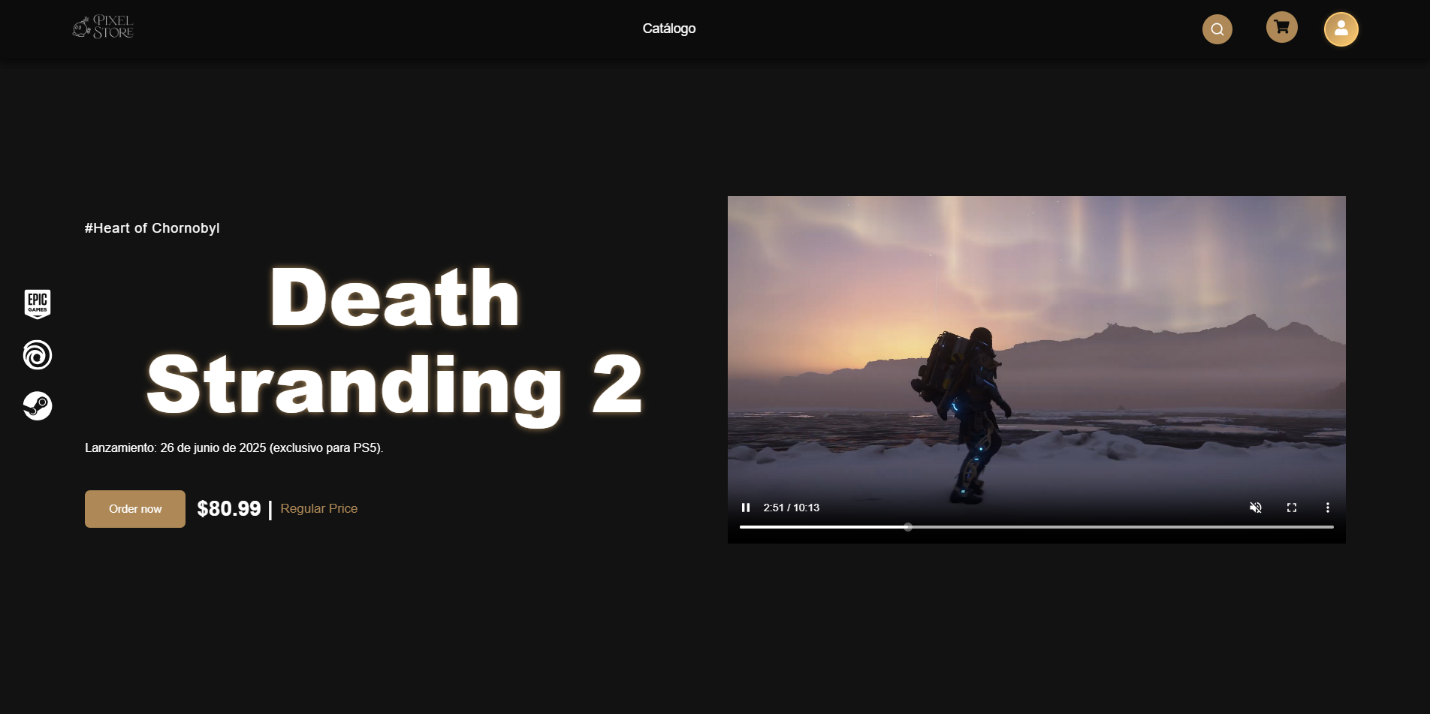 PIXEL
STORE
Catálogo
#Heart of Chornobyl
EPIC
GAMES
Death
Stranding 2
Lanzamiento: 26 de junio de 2025 (exclusivo para PS5).
Order now
$80.99 | Regular Price
2:51 / 10:13